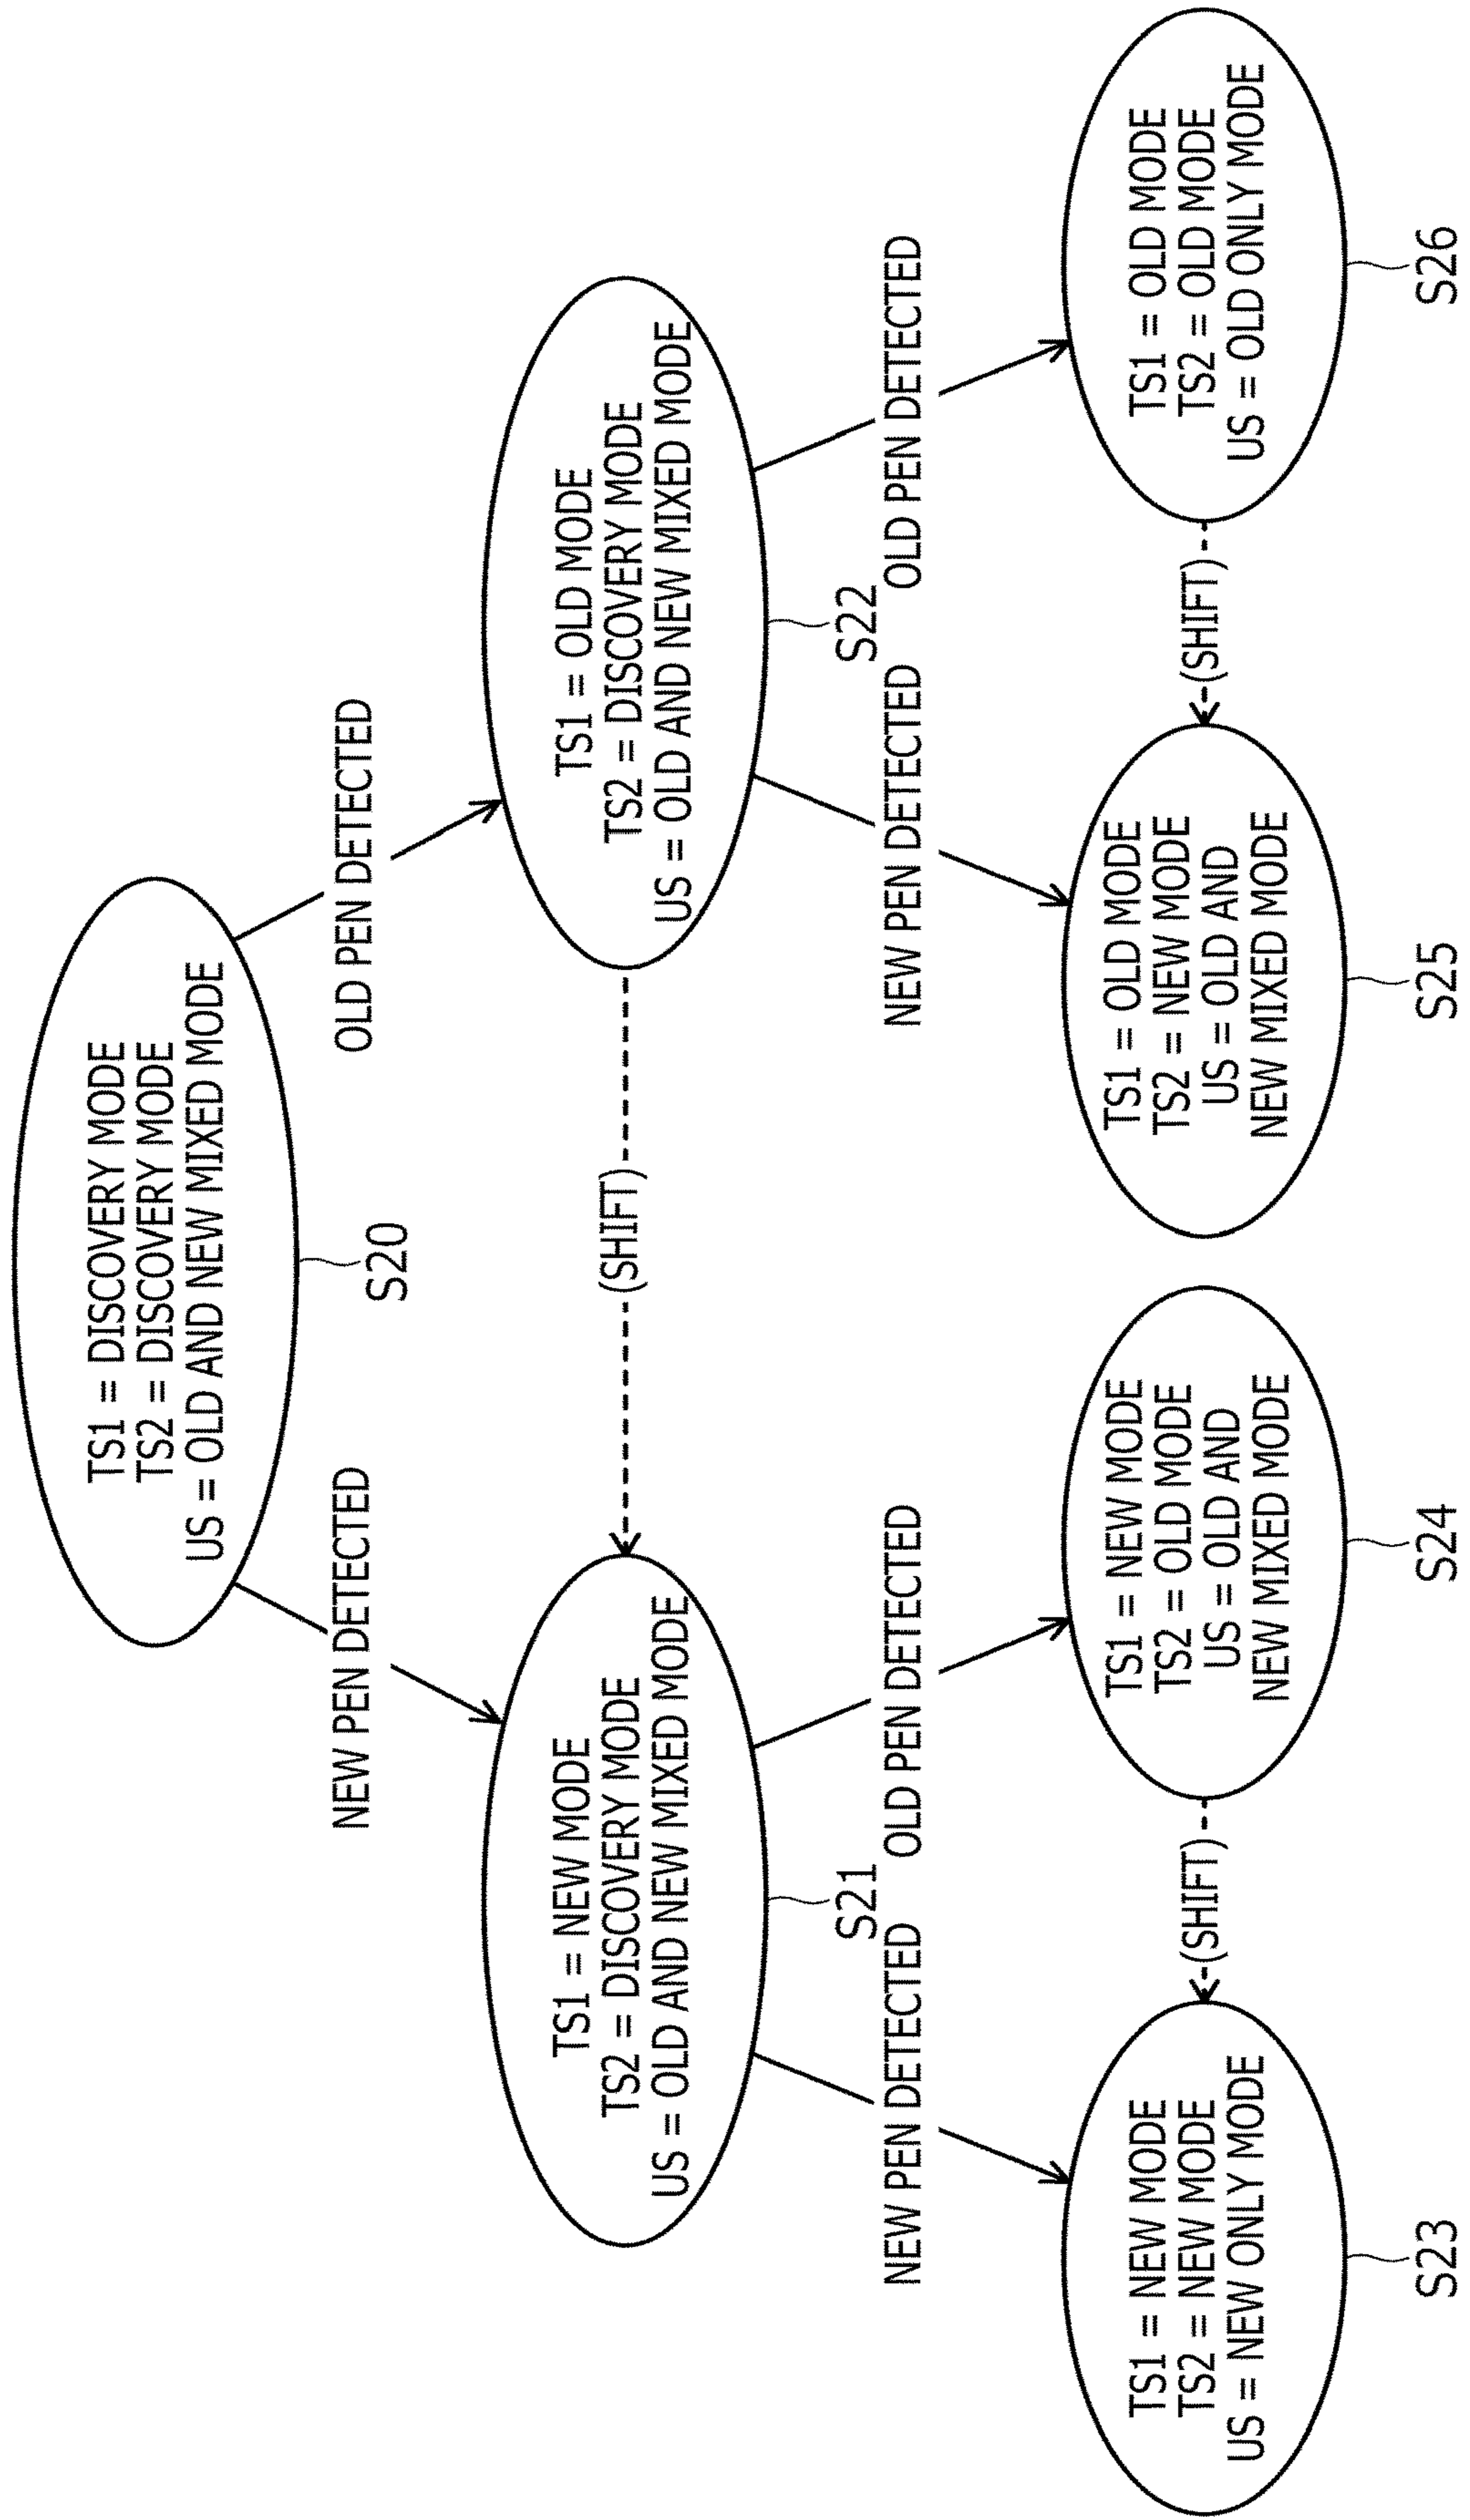 TS1 = DISCOVERY MODE
TS2 = DISCOVERY MODE
US = OLD AND NEW MIXED MODE
S20
NEW PEN DETECTED
OLD PEN DETECTED
TS1 = NEW MODE
TS2 = DISCOVERY MODE
US = OLD AND NEW MIXED MODE
S21
(SHIFT)
TS1 = OLD MODE
TS2 = DISCOVERY MODE
US = OLD AND NEW MIXED MODE
S22
NEW PEN DETECTED
OLD PEN DETECTED
NEW PEN DETECTED
OLD PEN DETECTED
TS1 = NEW MODE
TS2 = NEW MODE
US = NEW ONLY MODE
S23
(SHIFT)
TS1 = NEW MODE
TS2 = OLD MODE
US = OLD AND
NEW MIXED MODE
S24
TS1 = OLD MODE
TS2 = NEW MODE
US = OLD AND
NEW MIXED MODE
S25
(SHIFT)
TS1 = OLD MODE
TS2 = OLD MODE
US = OLD ONLY MODE
S26